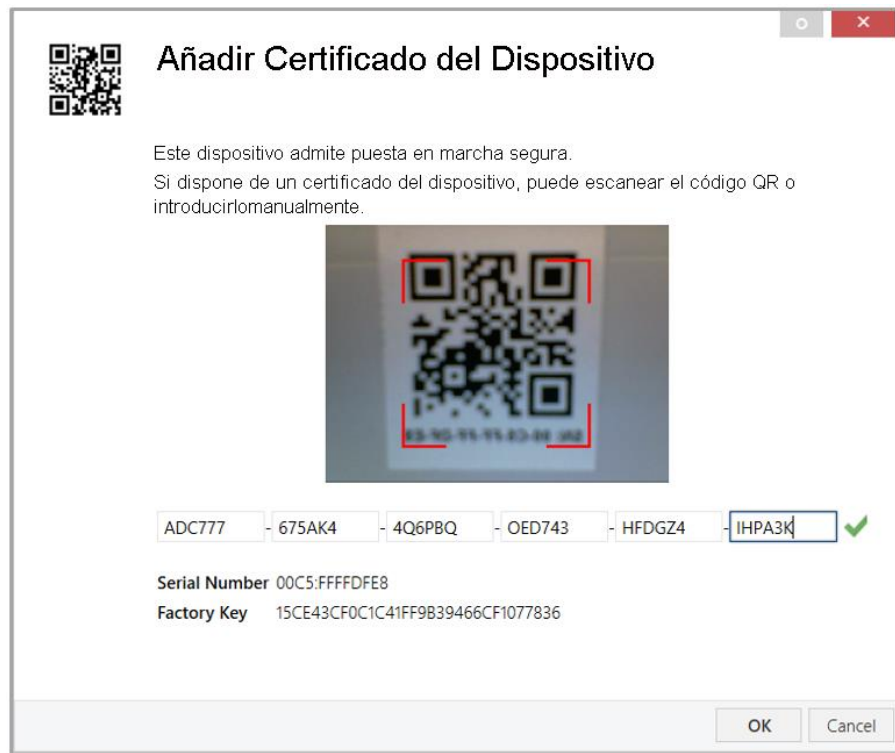 Añadir Certificado del Dispositivo
Este dispositivo admite puesta en marcha segura.
Si dispone de un certificado del dispositivo, puede escanear el código QR o
introducirlomanualmente.
ADC777 - 675AK4 - 4Q6PBQ - OED743 - HFDGZ4 - IHPA3K
Serial Number 00C5:FFFFDFE8
Factory Key 15CE43CF0C1C41FF9B39466CF1077836
OK Cancel